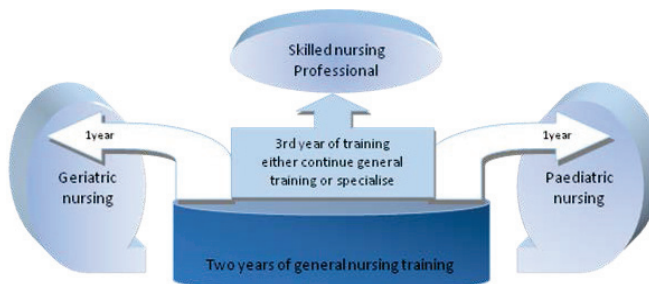 Skilled nursing
Professional
1year
1year
3rd year of training
either continue general
training or specialise
Geriatric
nursing
Paediatric
nursing
Two years of general nursing training